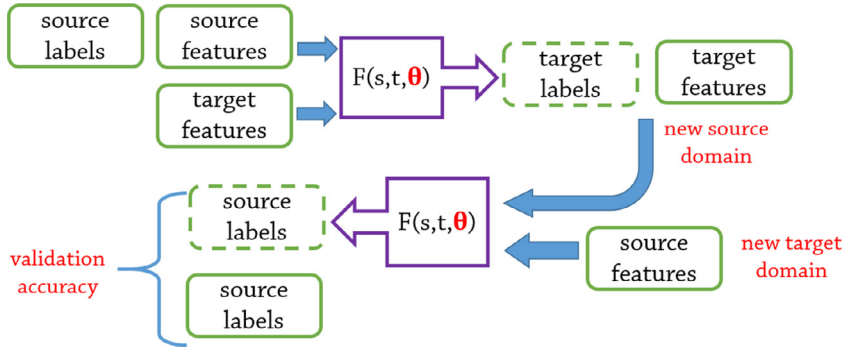 source
labels
source
features
target
features
F(s,t,θ)
target
labels
target
features
new source
domain
source
labels
F(s,t,θ)
source
features
new target
domain
validation
accuracy
source
labels